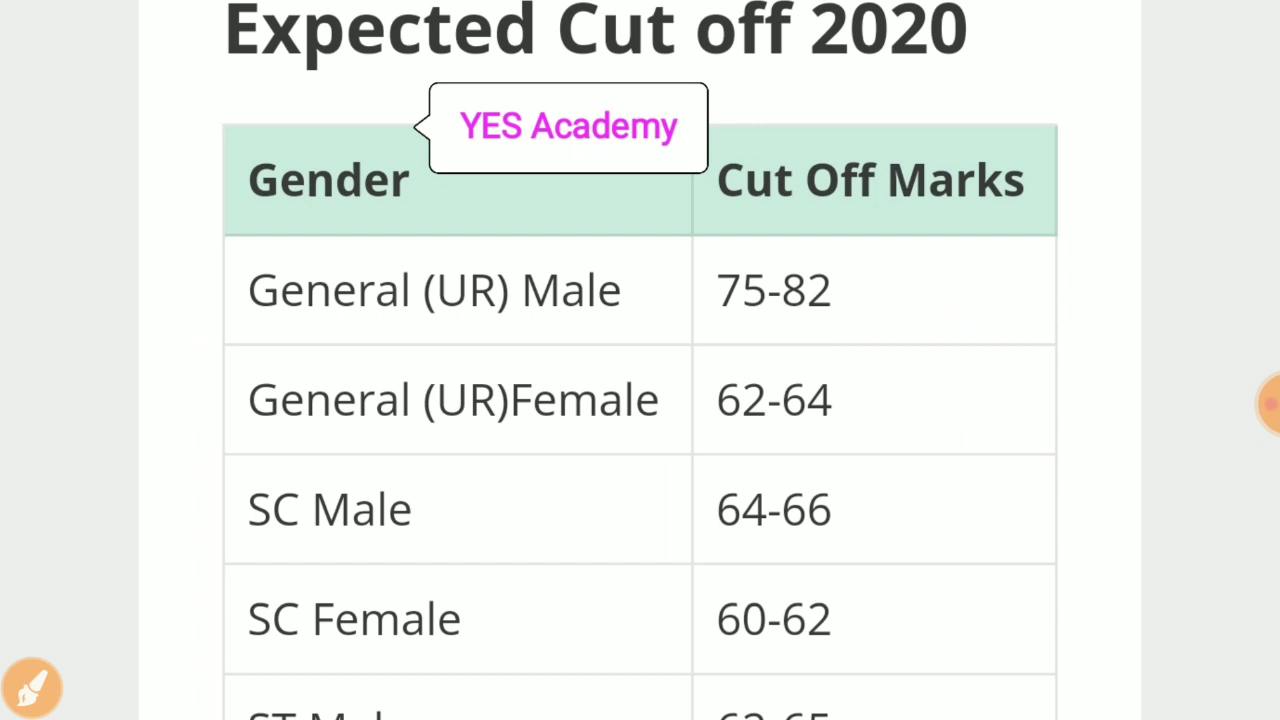 Expected Cut off 2020
YES Academy
Gender Cut Off Marks
General (UR) Male 75-82
General (UR)Female 62-64
SC Male 64-66
SC Female 60-62